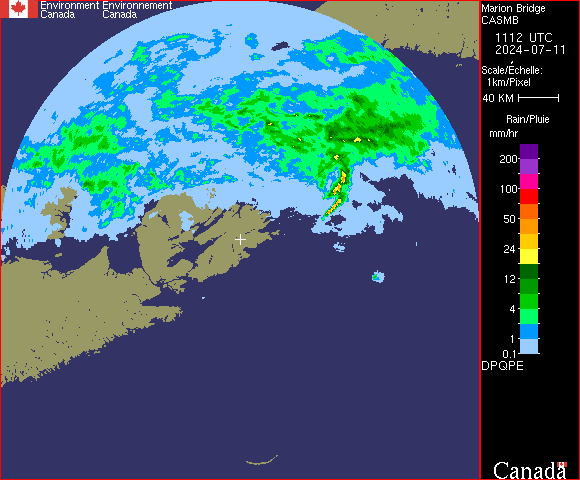 Environment Environnement
Canada Canada
Marion Bridge
CASMB
1112 UTC
2024-07-11
Scale/Échelle:
1km/Pixel
40 KM
Rain/Pluie
mm/hr
200
100
50
24
12
4
1
0.1
DPQPE
Canada